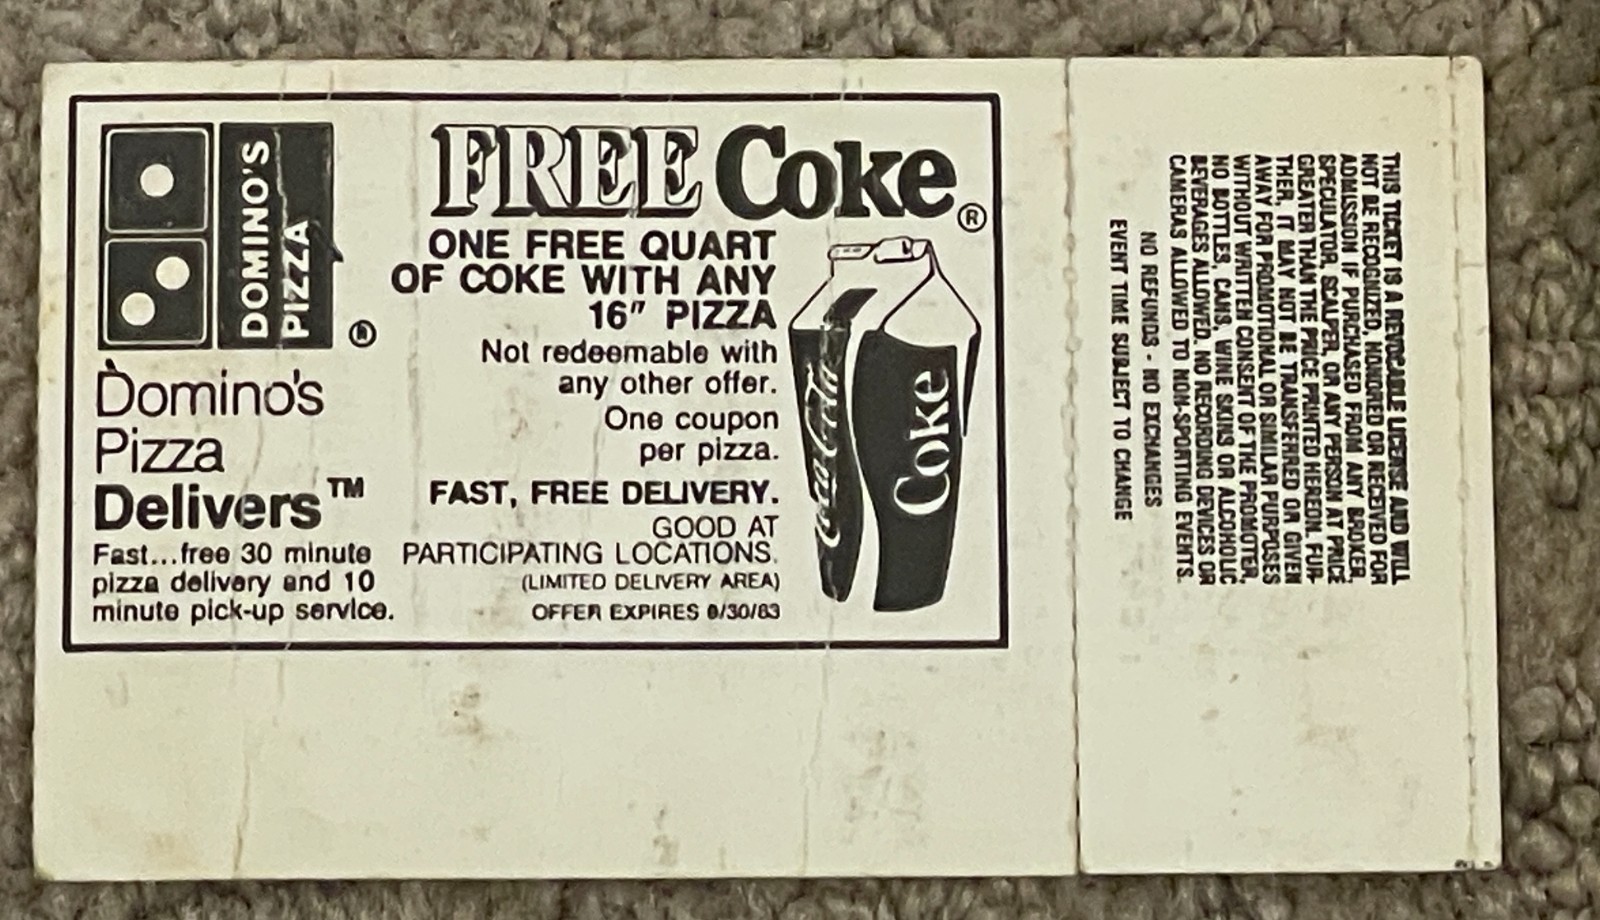 DOMINO'S
PIZZA
®
Domino's
Pizza
Delivers™
Fast...free 30 minute
pizza delivery and 10
minute pick-up service.
FREE Coke®
ONE FREE QUART
OF COKE WITH ANY
16" PIZZA
Not redeemable with
any other offer.
One coupon
per pizza.
FAST, FREE DELIVERY.
GOOD AT
PARTICIPATING LOCATIONS.
(LIMITED DELIVERY AREA)
OFFER EXPIRES /30/83
Coca-Cola
Coke
THIS TICKET IS A REVOCABLE LICENSE AND WILL
NOT BE RECOGNIZED, HONORED OR RECEIVED FOR
ADMISSION IF PURCHASED FROM ANY BROKER,
SPECULATOR, SCALPER, OR ANY PERSON AT PRICE
GREATER THAN THE PRICE PRINTED HEREON. FUR-
THER, IT MAY NOT BE TRANSFERRED OR GIVEN
AWAY FOR PROMOTIONAL OR SIMILAR PURPOSES
WITHOUT WRITTEN CONSENT OF THE PROMOTER.
NO BOTTLES, CANS, WINE SKINS OR ALCOHOLIC
BEVERAGES ALLOWED. NO RECORDING DEVICES OR
CAMERAS ALLOWED TO NON-SPORTING EVENTS.
NO REFUNDS - NO EXCHANGES
EVENT TIME SUBJECT TO CHANGE